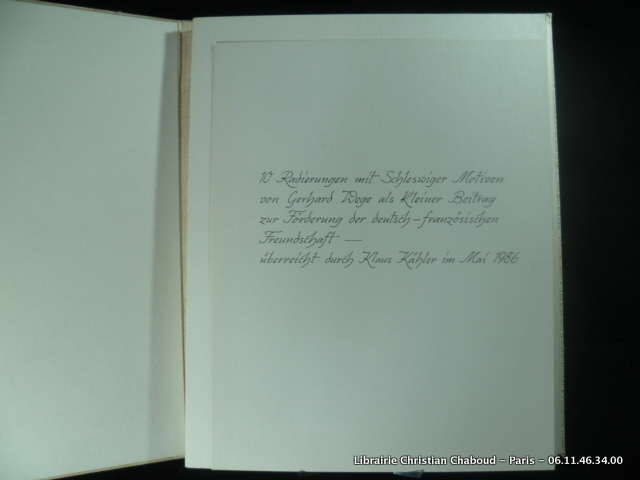 10 Radierungen mit Schleswiger Motiven
von Gerhard Wege als kleiner Beitrag
zur Förderung der deutsch-französischen
Freundschaft —
überreicht durch Klaus Kähler im Mai 1986
Librairie Christian Chaboud - Paris - 06.11.46.34.00